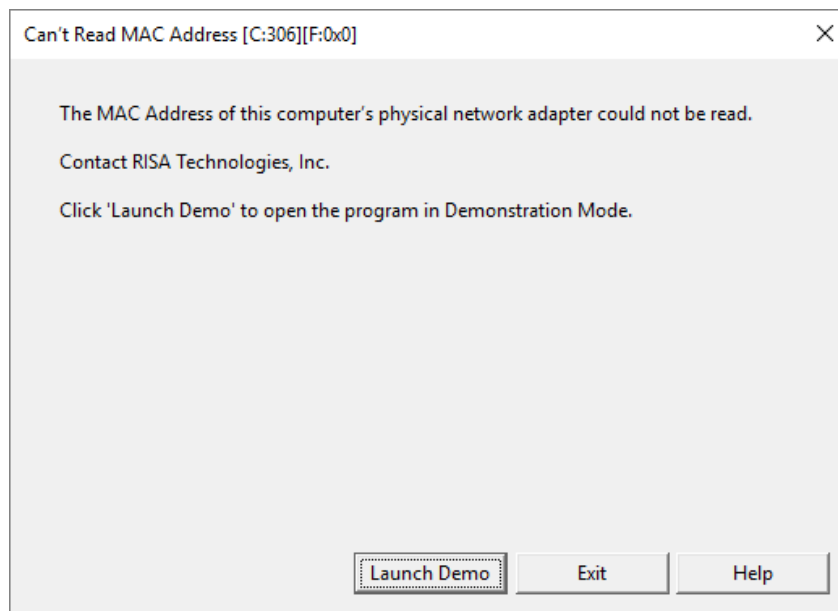 Can't Read MAC Address [C:306][F:0x0]
The MAC Address of this computer's physical network adapter could not be read.
Contact RISA Technologies, Inc.
Click 'Launch Demo' to open the program in Demonstration Mode.
Launch Demo Exit Help